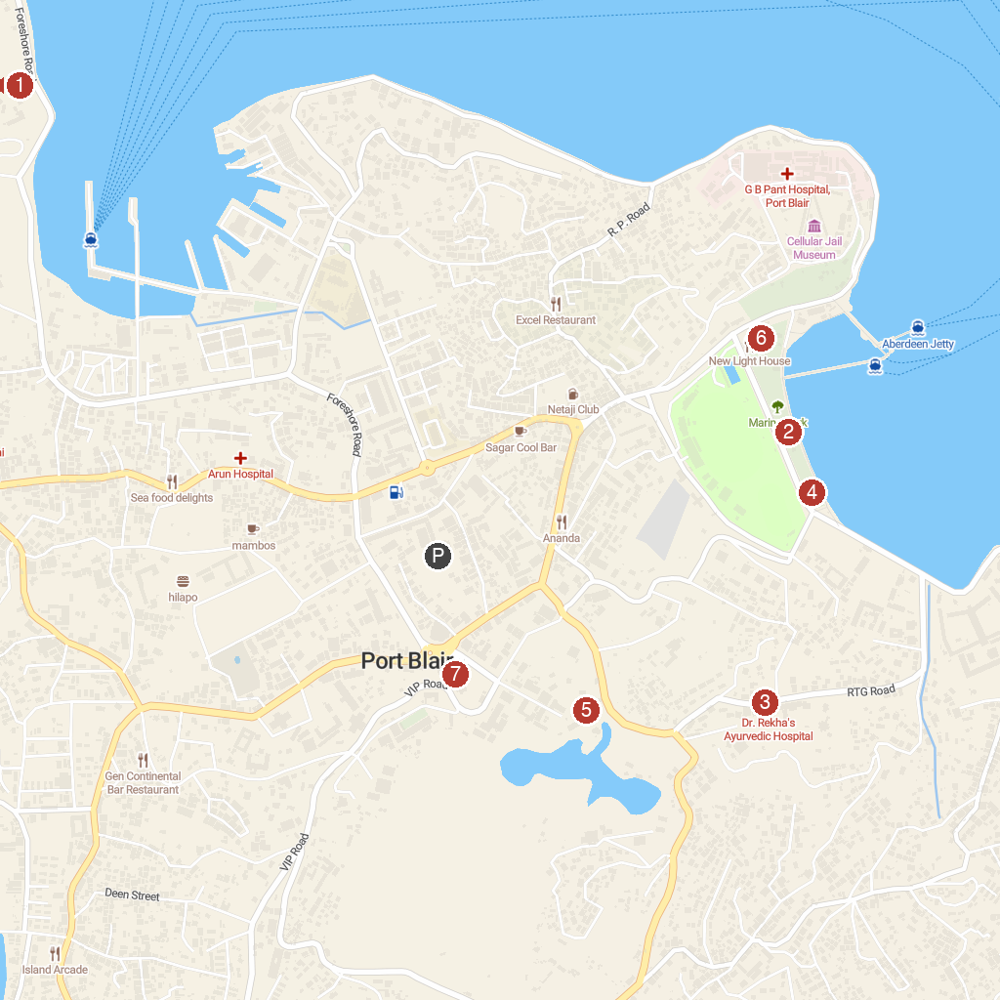 Foreshore Road
1
G B Pant Hospital,
Port Blair
R. P. Road
Cellular Jail
Museum
Excel Restaurant
Aberdeen Jetty
6
New Light House
Foreshore Road
Netaji Club
2
Sagar Cool Bar
Arun Hospital
Sea food delights
4
Ananda
mambos
P
hilapo
Port Blair
7
VIP Road
5
3
RTG Road
Dr. Rekha's
Ayurvedic Hospital
Gen Continental
Bar Restaurant
VIP Road
Deen Street
Island Arcade